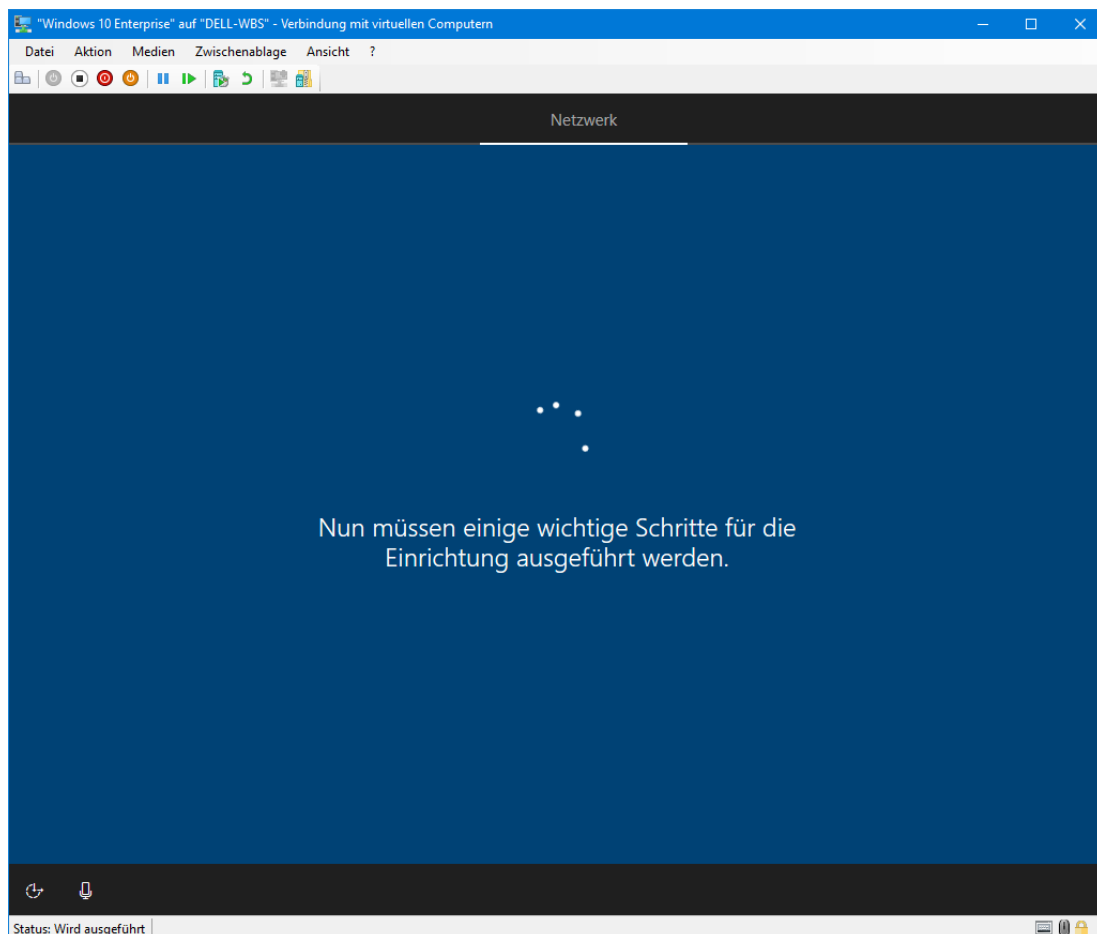 "Windows 10 Enterprise" auf "DELL-WBS" - Verbindung mit virtuellen Computern
Datei Aktion Medien Zwischenablage Ansicht ?
Netzwerk
Nun müssen einige wichtige Schritte für die
Einrichtung ausgeführt werden.
Status: Wird ausgeführt